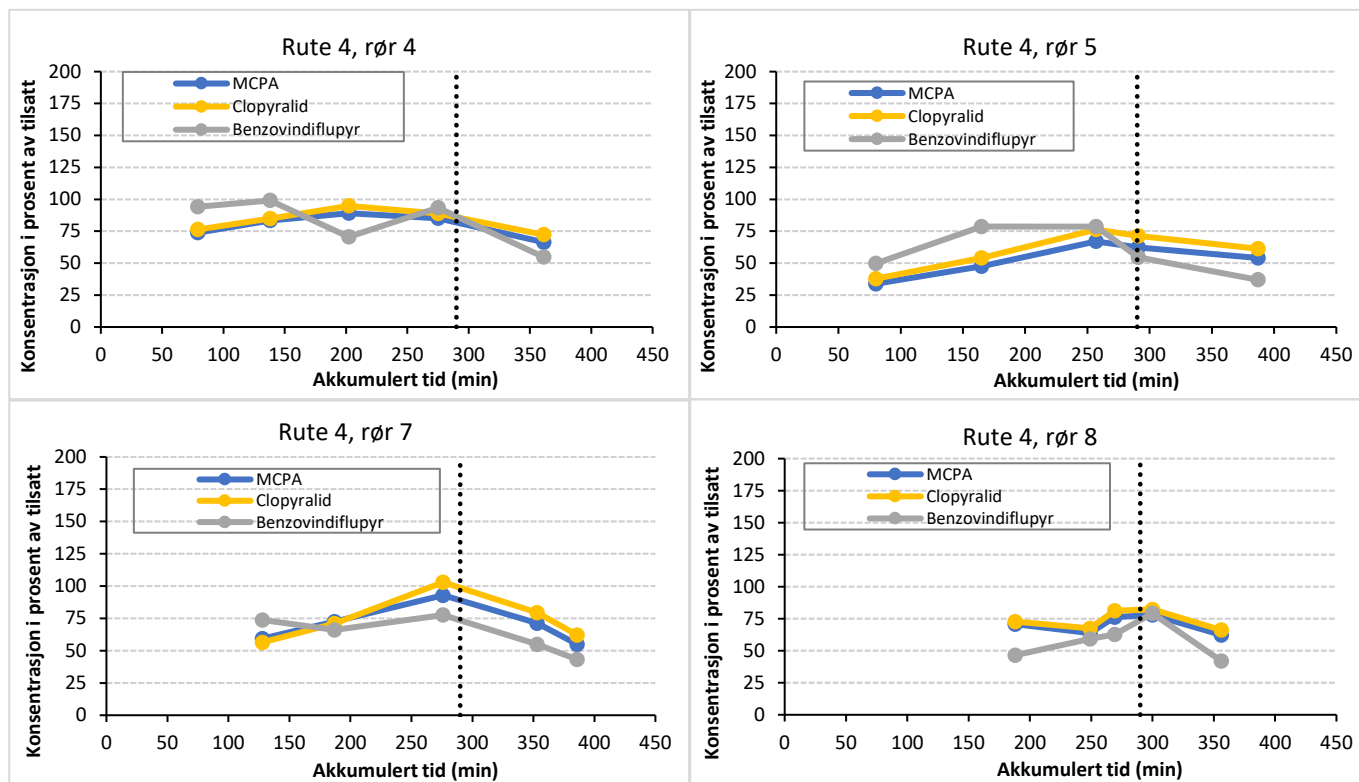 Rute 4, rør 4
Konsentrasjon i prosent av tilsatt
200
175
150
125
100
75
50
25
0
MCPA
Clopyralid
Benzovindiflupyr
0 50 100 150 200 250 300 350 400 450
Akkumulert tid (min)
Rute 4, rør 5
Konsentrasjon i prosent av tilsatt
200
175
150
125
100
75
50
25
0
MCPA
Clopyralid
Benzovindiflupyr
0 50 100 150 200 250 300 350 400 450
Akkumulert tid (min)
Rute 4, rør 7
Konsentrasjon i prosent av tilsatt
200
175
150
125
100
75
50
25
0
MCPA
Clopyralid
Benzovindiflupyr
0 50 100 150 200 250 300 350 400 450
Akkumulert tid (min)
Rute 4, rør 8
Konsentrasjon i prosent av tilsatt
200
175
150
125
100
75
50
25
0
MCPA
Clopyralid
Benzovindiflupyr
0 50 100 150 200 250 300 350 400 450
Akkumulert tid (min)